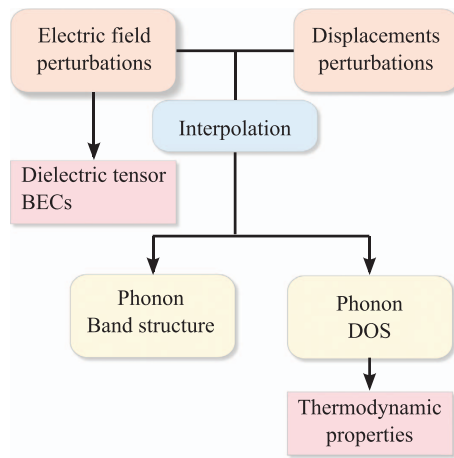 Electric field
perturbations
Displacements
perturbations
Interpolation
Dielectric tensor
BECs
Phonon
Band structure
Phonon
DOS
Thermodynamic
properties